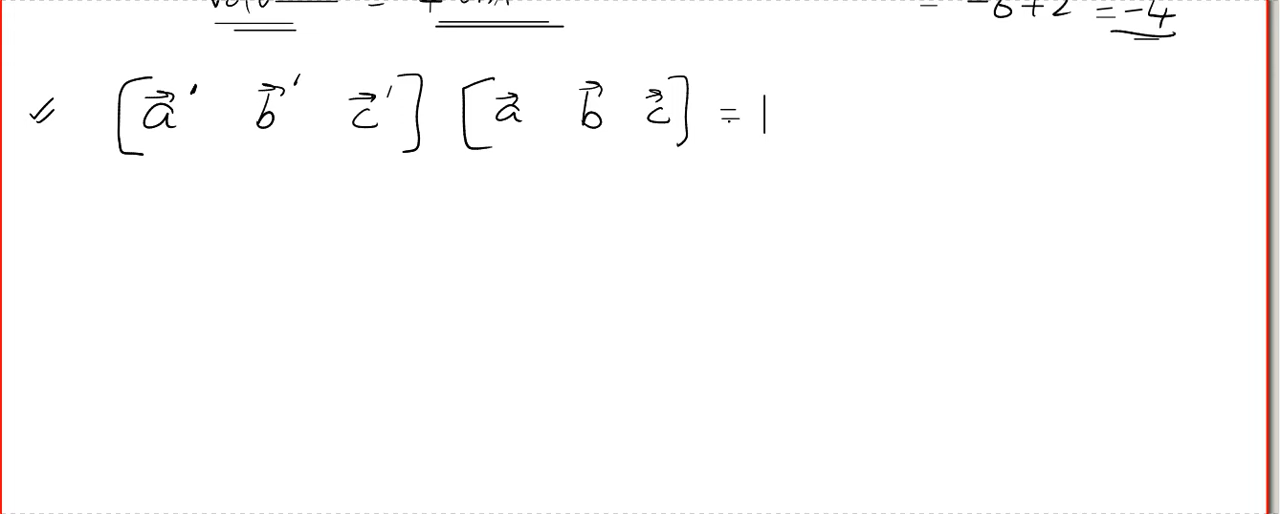 = -6+2 = -4
[a⃗' b⃗' c⃗'] [a⃗ b⃗ c⃗] = 1